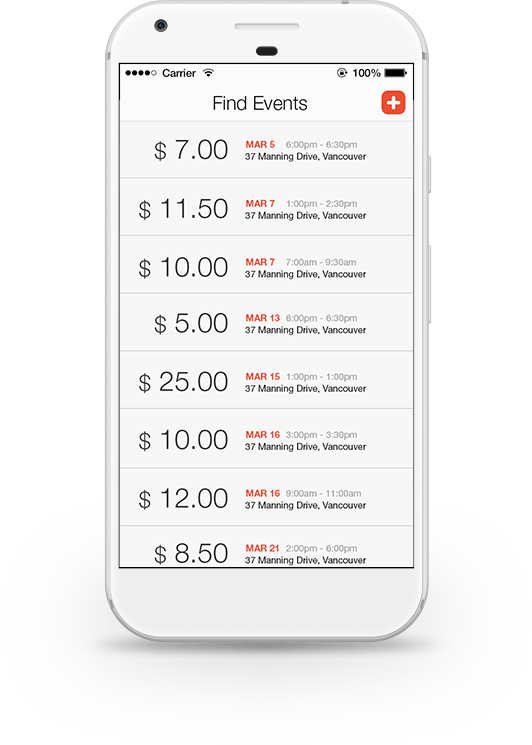 Carrier 100%
Find Events
$ 7.00 MAR 5 6:00pm - 6:30pm
37 Manning Drive, Vancouver
$ 11.50 MAR 7 1:00pm - 2:30pm
37 Manning Drive, Vancouver
$ 10.00 MAR 7 7:00am - 9:30am
37 Manning Drive, Vancouver
$ 5.00 MAR 13 6:00pm - 6:30pm
37 Manning Drive, Vancouver
$ 25.00 MAR 15 1:00pm - 1:00pm
37 Manning Drive, Vancouver
$ 10.00 MAR 16 3:00pm - 3:30pm
37 Manning Drive, Vancouver
$ 12.00 MAR 16 9:00am - 11:00am
37 Manning Drive, Vancouver
$ 8.50 MAR 21 2:00pm - 6:00pm
37 Manning Drive, Vancouver